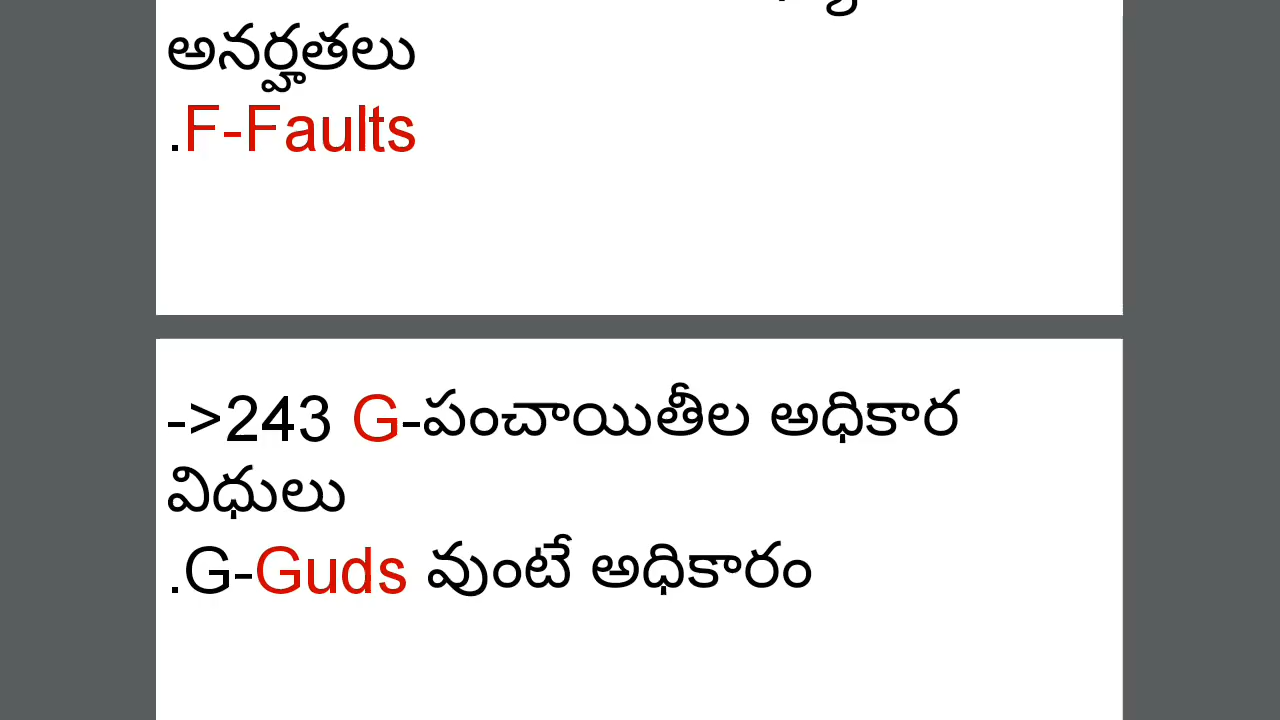 అనర్హతలు
.F-Faults
->243 G-పంచాయితీల అధికార
విధులు
.G-Guds వుంటే అధికారం